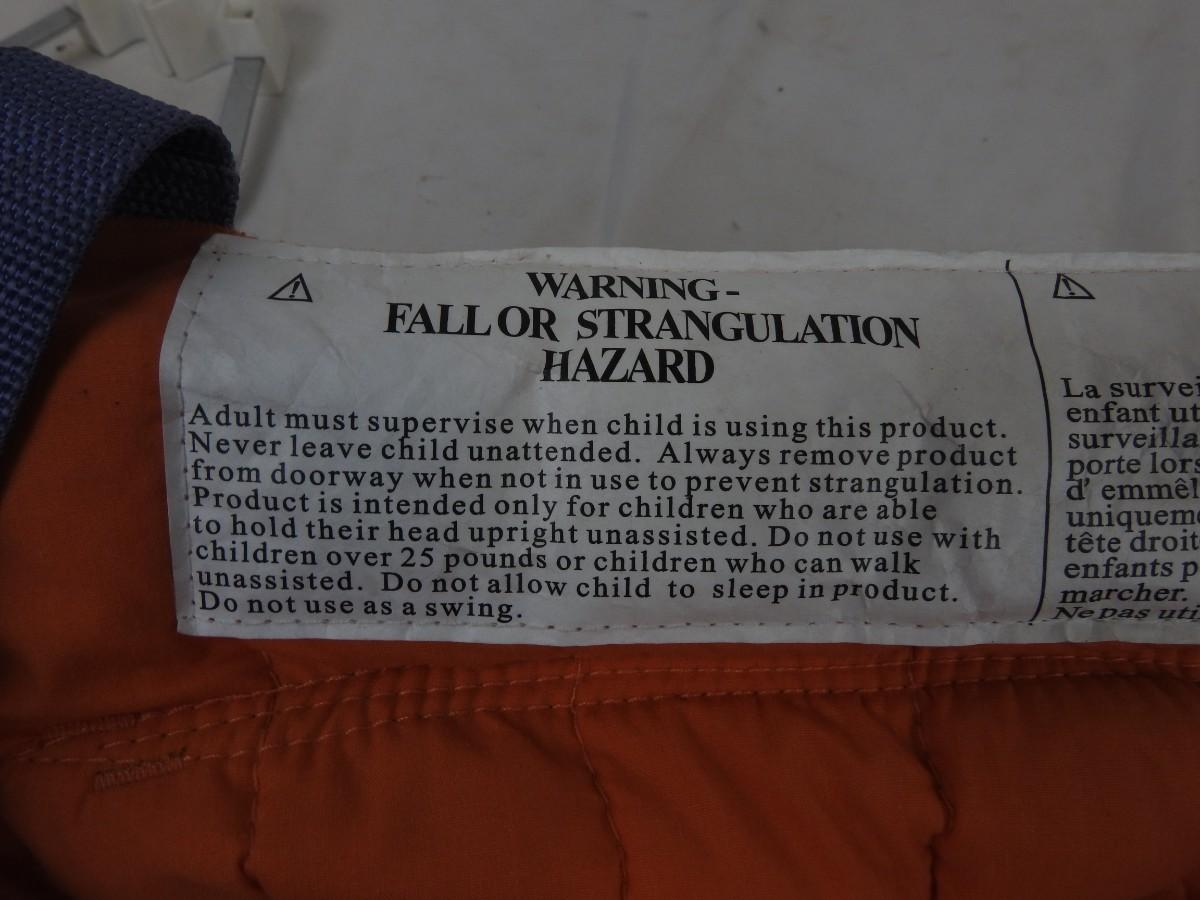 WARNING -
FALL OR STRANGULATION
HAZARD
Adult must supervise when child is using this product.
Never leave child unattended. Always remove product
from doorway when not in use to prevent strangulation.
Product is intended only for children who are able
to hold their head upright unassisted. Do not use with
children over 25 pounds or children who can walk
unassisted. Do not allow child to sleep in product.
Do not use as a swing.
La survei
enfant ut
surveilla
porte lors
d' emmêl
uniqueme
tête droit
enfants p
marcher.
Ne pas uti